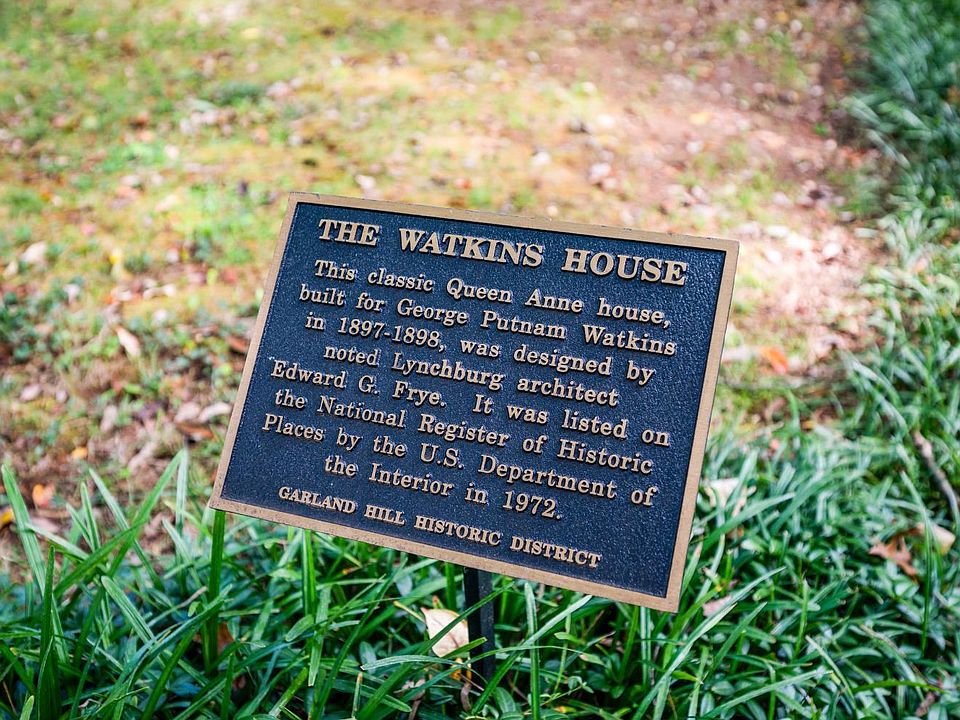 THE WATKINS HOUSE
This classic Queen Anne house,
built for George Putnam Watkins
in 1897-1898, was designed by
noted Lynchburg architect
Edward G. Frye. It was listed on
the National Register of Historic
Places by the U.S. Department of
the Interior in 1972.
GARLAND HILL HISTORIC DISTRICT